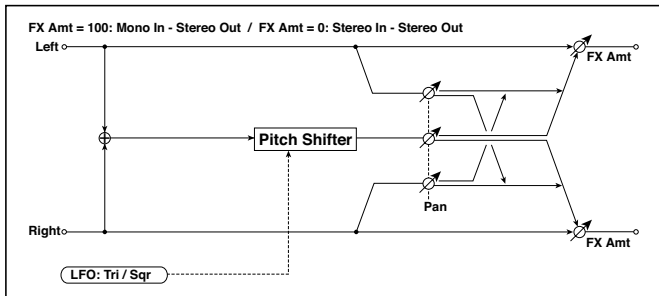 FX Amt = 100: Mono In - Stereo Out / FX Amt = 0: Stereo In - Stereo Out
Left
FX Amt
Pitch Shifter
Pan
Right
FX Amt
LFO: Tri / Sqr